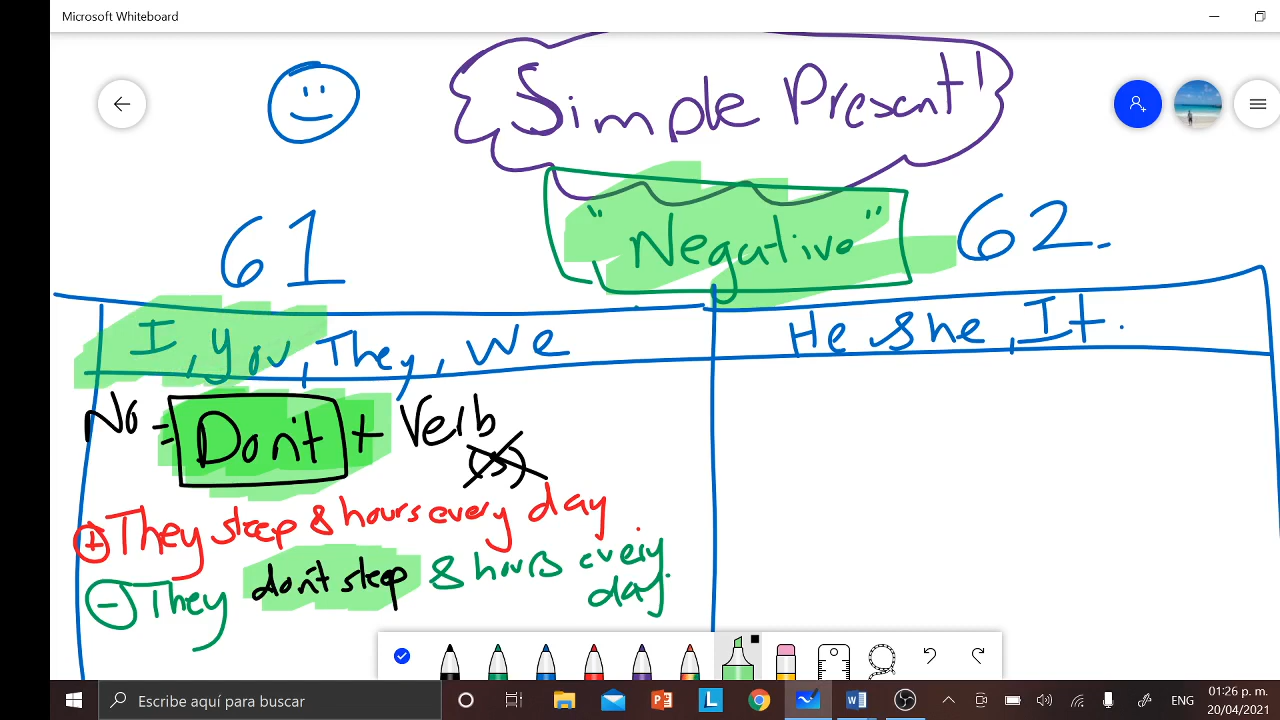 Microsoft Whiteboard
Simple Present!
"Negative"
61
62.
I, you, They, We
He she, It.
No = Don't + Verb
(s)
+ They sleep 8 hours every day
- They don't sleep 8 hours every
day.
Escribe aquí para buscar
ENG
01:26 p. m.
20/04/2021